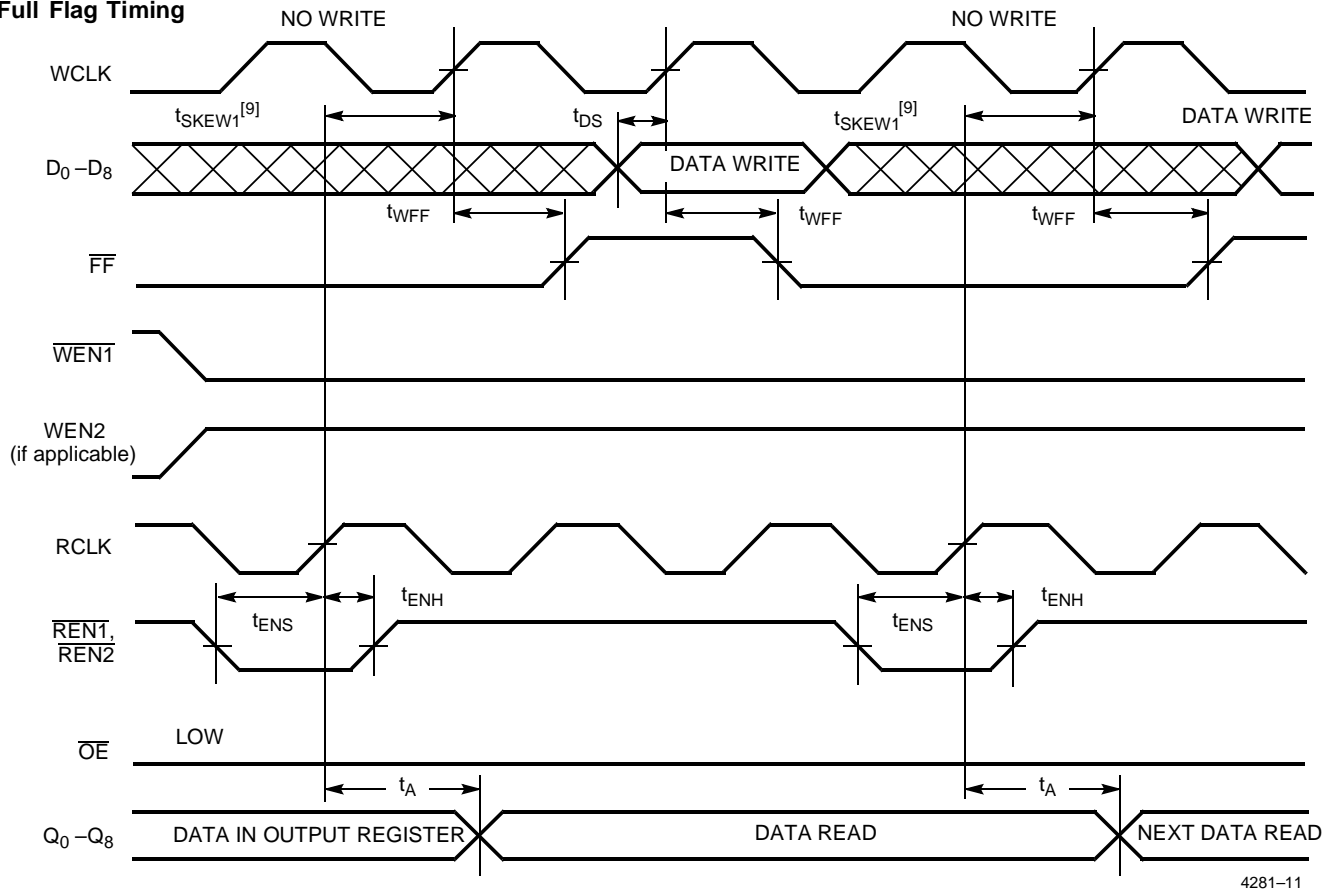 Full Flag Timing
NO WRITE
NO WRITE
WCLK
tSKEW1[9]
tDS
tSKEW1[9]
DATA WRITE
D0 –D8
DATA WRITE
tWFF
tWFF
tWFF
FF
WEN1
WEN2
(if applicable)
RCLK
tENH
tENH
tENS
tENS
REN1,
REN2
LOW
OE
tA
tA
Q0 –Q8
DATA IN OUTPUT REGISTER
DATA READ
NEXT DATA READ
4281–11